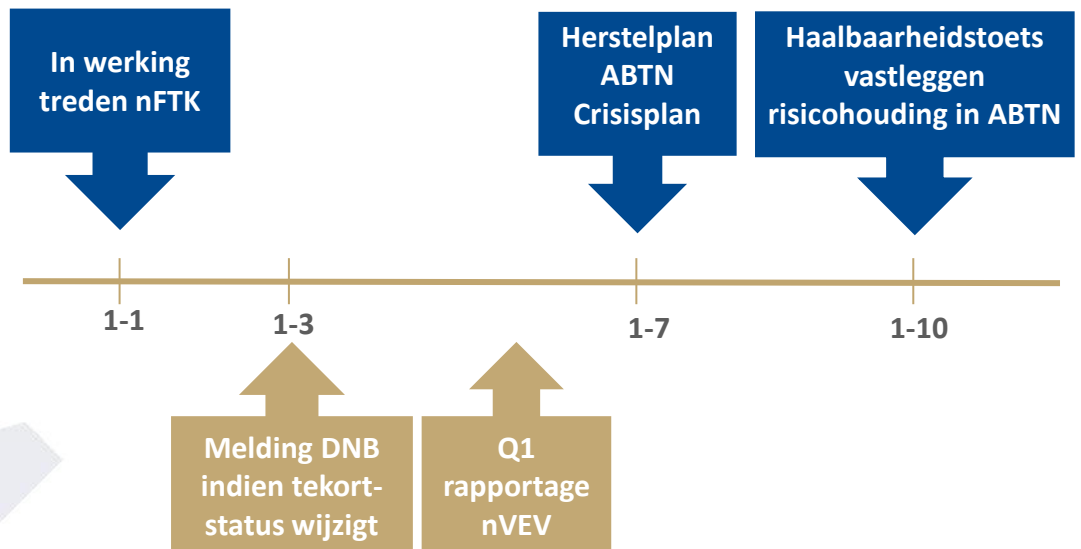 In werking
treden nFTK
Herstelplan
ABTN
Crisisplan
Haalbaarheidstoets
vastleggen
risicohouding in ABTN
1-1
1-3
1-7
1-10
Melding DNB
indien tekort-
status wijzigt
Q1
rapportage
nVEV